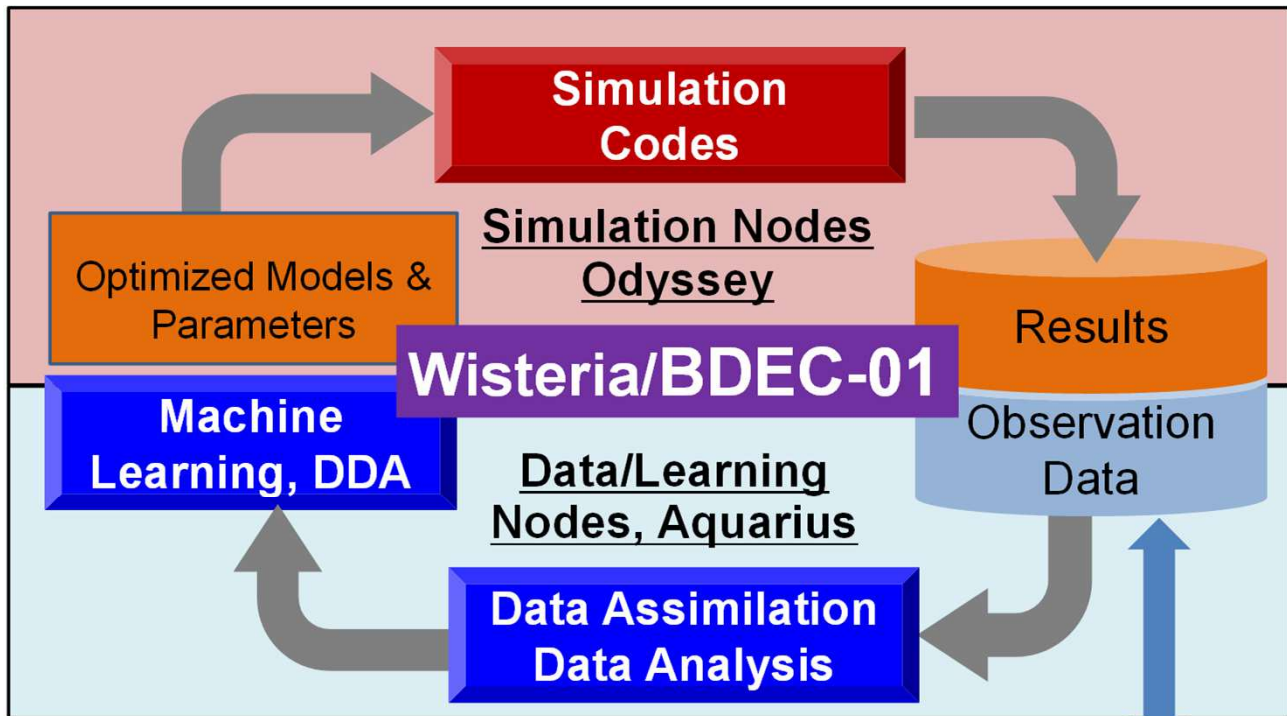 Simulation
Codes
Simulation Nodes
Odyssey
Optimized Models &
Parameters
Results
Wisteria/BDEC-01
Machine
Learning, DDA
Observation
Data
Data/Learning
Nodes, Aquarius
Data Assimilation
Data Analysis